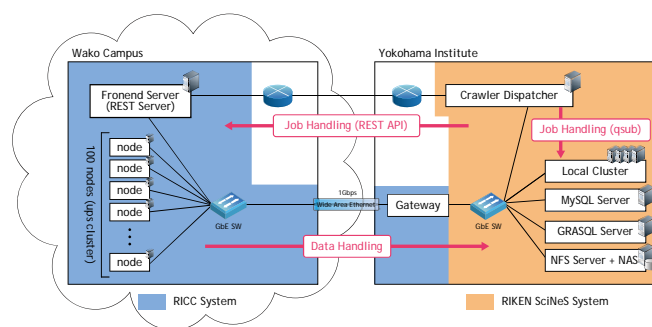 Wako Campus
Yokohama Institute
Fronend Server
(REST Server)
Crawler Dispatcher
Job Handling (REST API)
Job Handling (qsub)
100 nodes (ups cluster)
node
node
node
node
node
Local Cluster
MySQL Server
GRASQL Server
NFS Server + NAS
1Gbps
Wide Area Ethernet
Gateway
GbE SW
GbE SW
Data Handling
RICC System
RIKEN SciNeS System